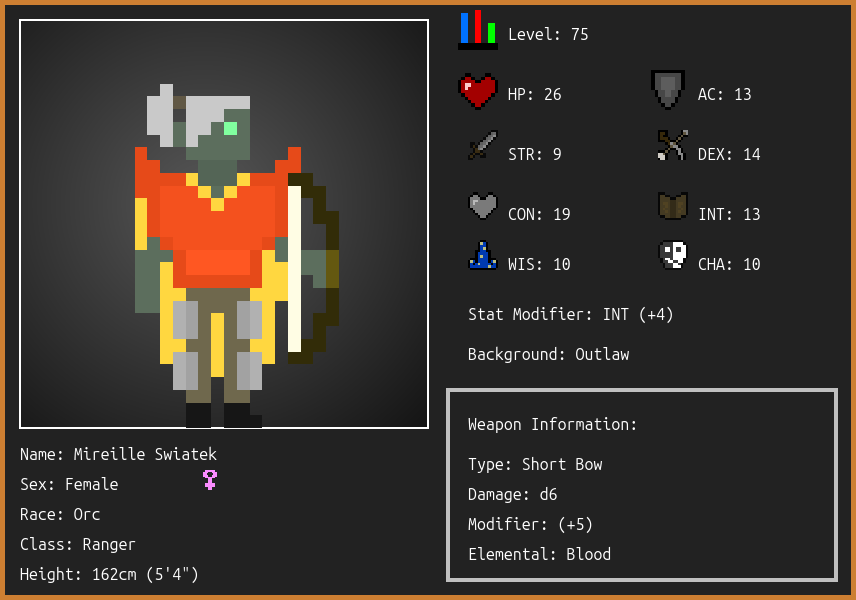 Level: 75
HP: 26
AC: 13
STR: 9
DEX: 14
CON: 19
INT: 13
WIS: 10
CHA: 10
Stat Modifier: INT (+4)
Background: Outlaw
Weapon Information:
Type: Short Bow
Damage: d6
Modifier: (+5)
Elemental: Blood
Name: Mireille Swiatek
Sex: Female
Race: Orc
Class: Ranger
Height: 162cm (5'4")